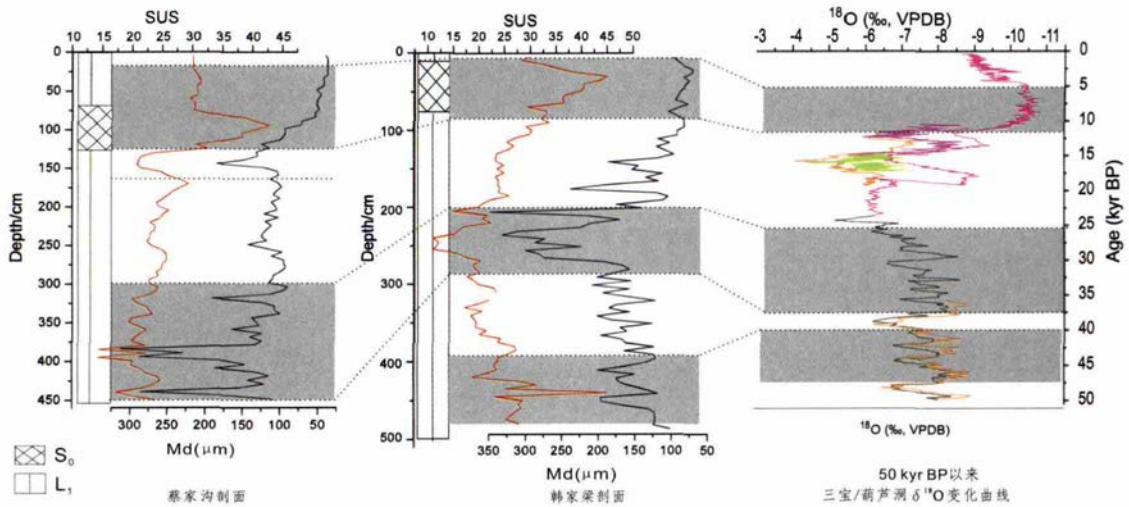 SUS
10 15 20 25 30 35 40 45
0
50
100
150
200
250
300
350
400
450
Depth/cm
300 250 200 150 100 50
Md(μm)
S₀
L₁
蔡家沟剖面
SUS
10 15 20 25 30 35 40 45 50
0
100
200
300
400
500
Depth/cm
350 300 250 200 150 100 50
Md(μm)
韩家梁剖面
¹⁸O (‰, VPDB)
-3 -4 -5 -6 -7 -8 -9 -10 -11
0
5
10
15
20
25
30
35
40
45
50
Age (kyr BP)
¹⁸O (‰, VPDB)
50 kyr BP以来
三宝/葫芦洞 δ¹⁸O变化曲线